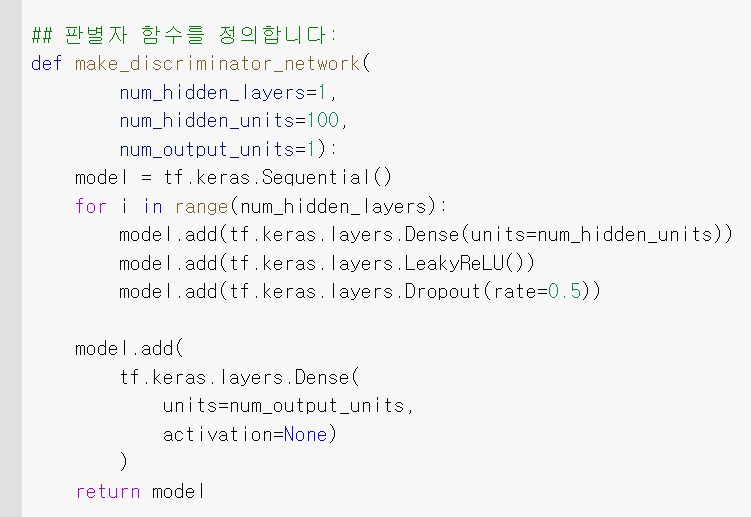 ## 판별자 함수를 정의합니다:
def make_discriminator_network(
        num_hidden_layers=1,
        num_hidden_units=100,
        num_output_units=1):
    model = tf.keras.Sequential()
    for i in range(num_hidden_layers):
        model.add(tf.keras.layers.Dense(units=num_hidden_units))
        model.add(tf.keras.layers.LeakyReLU())
        model.add(tf.keras.layers.Dropout(rate=0.5))

    model.add(
        tf.keras.layers.Dense(
            units=num_output_units,
            activation=None)
        )
    return model